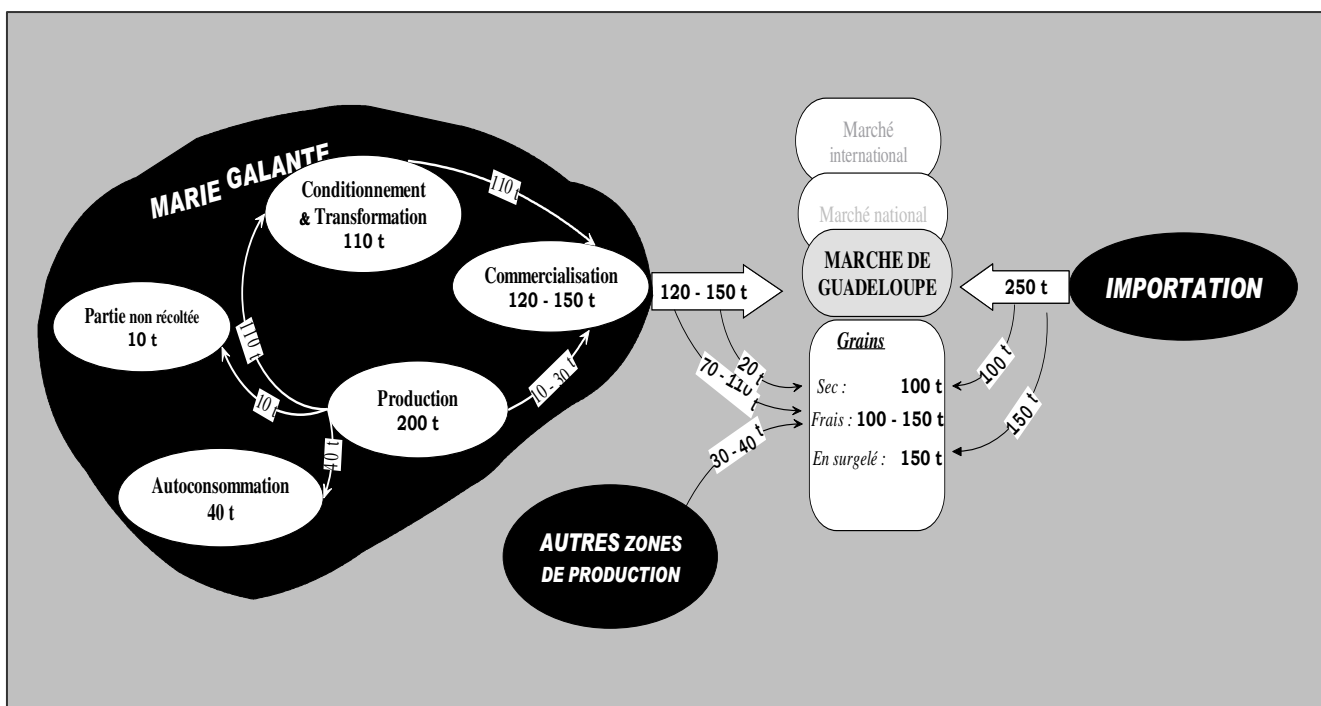 MARIE GALANTE
Conditionnement
& Transformation
110 t
110 t
Commercialisation
120 - 150 t
Partie non récoltée
10 t
110 t
10 t
Production
200 t
10 - 30 t
40 t
Autoconsommation
40 t
Marché
international
Marché national
MARCHE DE
GUADELOUPE
120 - 150 t
250 t
IMPORTATION
Grains
Sec : 100 t
Frais : 100 - 150 t
En surgelé : 150 t
20 t
70 - 110 t
30 - 40 t
100 t
150 t
AUTRES ZONES
DE PRODUCTION